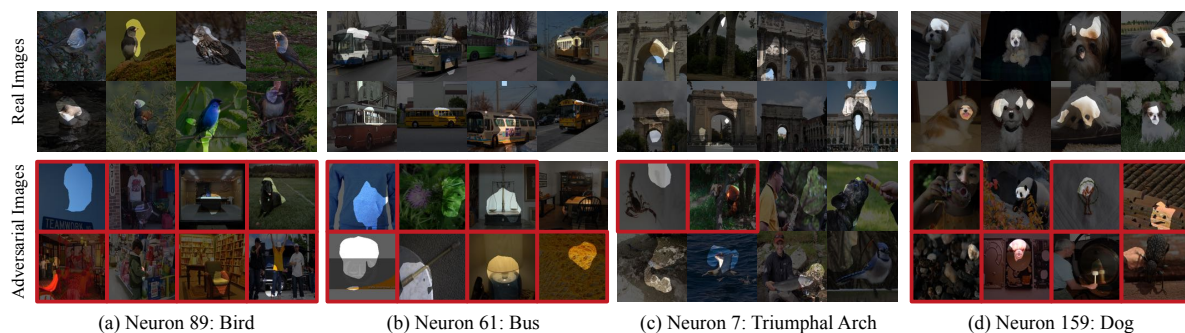 Real Images
Adversarial Images
TEAMWORK
(a) Neuron 89: Bird
(b) Neuron 61: Bus
(c) Neuron 7: Triumphal Arch
(d) Neuron 159: Dog